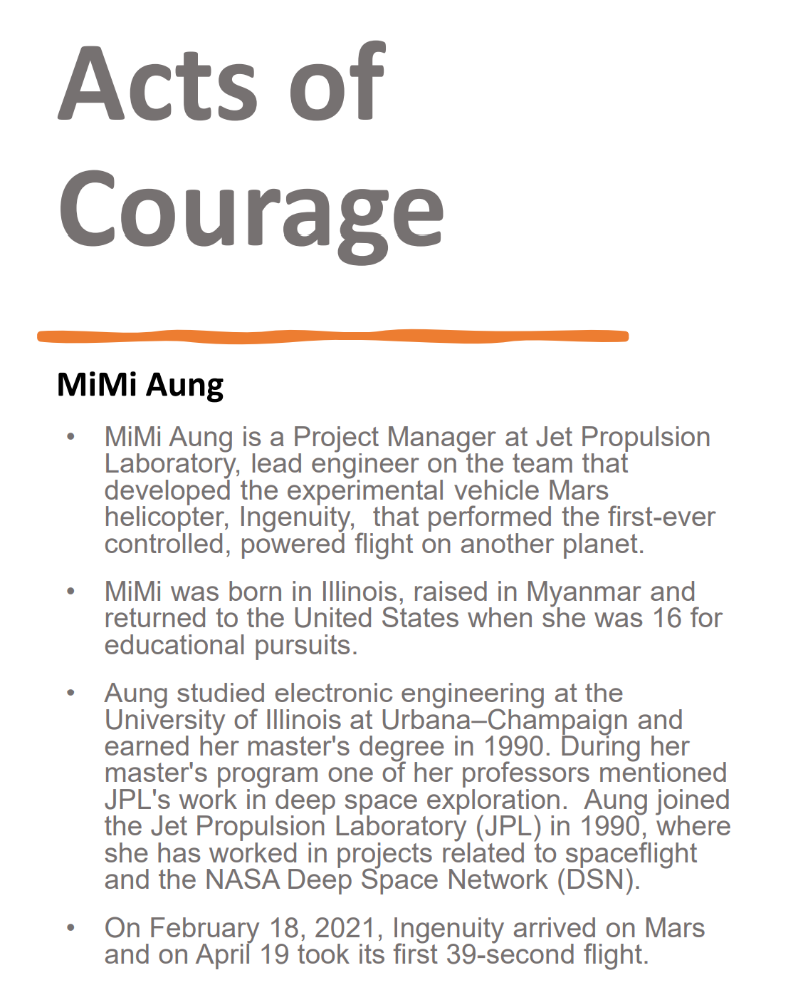 Acts of
Courage
MiMi Aung
• MiMi Aung is a Project Manager at Jet Propulsion
Laboratory, lead engineer on the team that
developed the experimental vehicle Mars
helicopter, Ingenuity,  that performed the first-ever
controlled, powered flight on another planet.
• MiMi was born in Illinois, raised in Myanmar and
returned to the United States when she was 16 for
educational pursuits.
• Aung studied electronic engineering at the
University of Illinois at Urbana–Champaign and
earned her master's degree in 1990. During her
master's program one of her professors mentioned
JPL's work in deep space exploration.  Aung joined
the Jet Propulsion Laboratory (JPL) in 1990, where
she has worked in projects related to spaceflight
and the NASA Deep Space Network (DSN).
• On February 18, 2021, Ingenuity arrived on Mars
and on April 19 took its first 39-second flight.